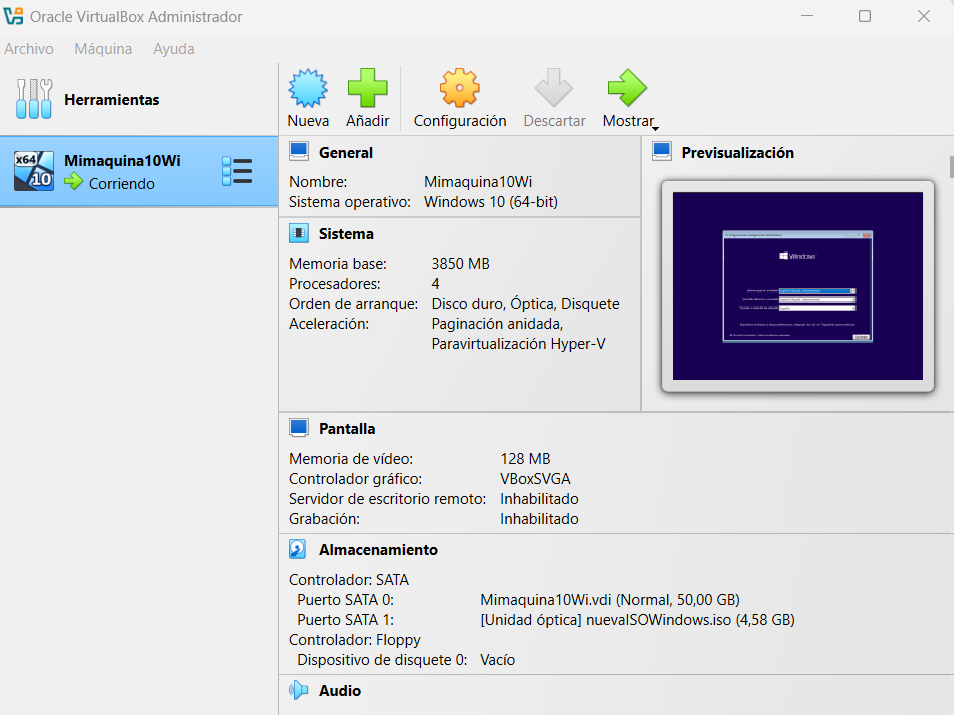 Oracle VirtualBox Administrador
Archivo Máquina Ayuda
Herramientas
Nueva Añadir Configuración Descartar Mostrar
x64 10 Mimaquina10Wi
Corriendo
General
Nombre: Mimaquina10Wi
Sistema operativo: Windows 10 (64-bit)
Sistema
Memoria base: 3850 MB
Procesadores: 4
Orden de arranque: Disco duro, Óptica, Disquete
Aceleración: Paginación anidada,
Paravirtualización Hyper-V
Previsualización
Windows
Pantalla
Memoria de vídeo: 128 MB
Controlador gráfico: VBoxSVGA
Servidor de escritorio remoto: Inhabilitado
Grabación: Inhabilitado
Almacenamiento
Controlador: SATA
Puerto SATA 0: Mimaquina10Wi.vdi (Normal, 50,00 GB)
Puerto SATA 1: [Unidad óptica] nuevaISOWindows.iso (4,58 GB)
Controlador: Floppy
Dispositivo de disquete 0: Vacío
Audio